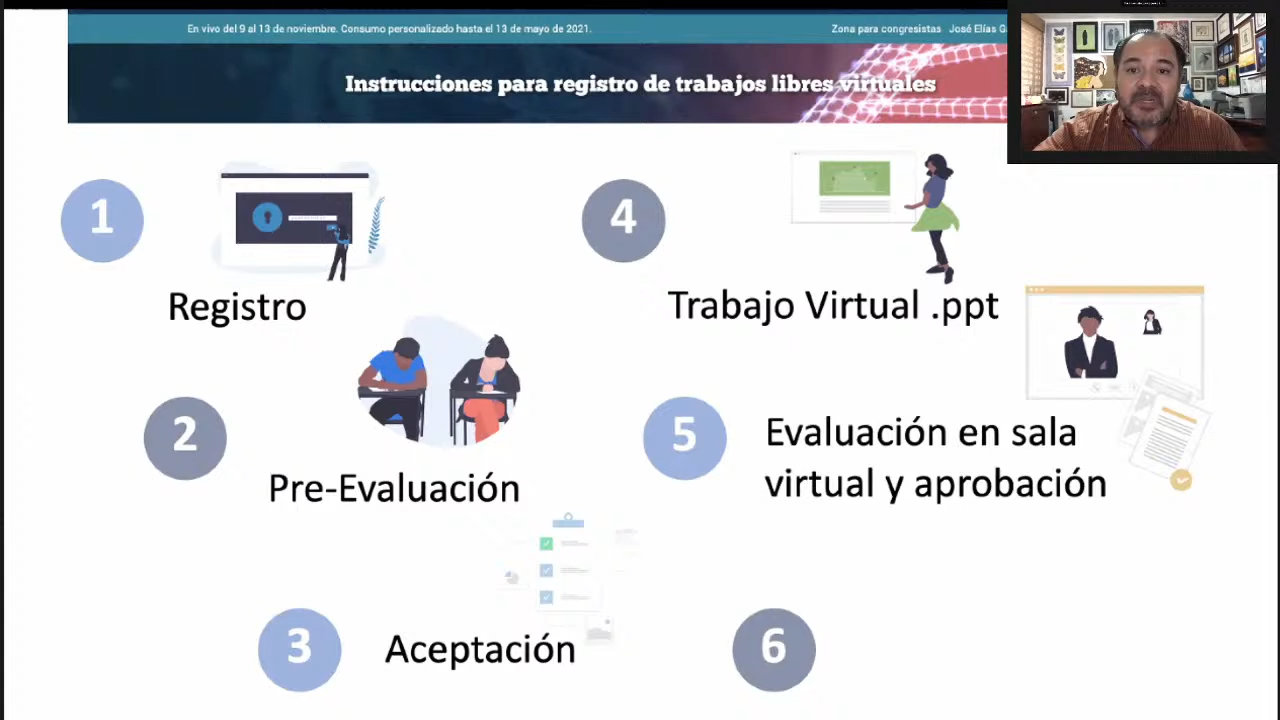 En vivo del 9 al 13 de noviembre. Consumo personalizado hasta el 13 de mayo de 2021.
Zona para congresistas José Elías
Instrucciones para registro de trabajos libres virtuales
1
Registro
2
Pre-Evaluación
3
Aceptación
4
Trabajo Virtual .ppt
5
Evaluación en sala
virtual y aprobación
6